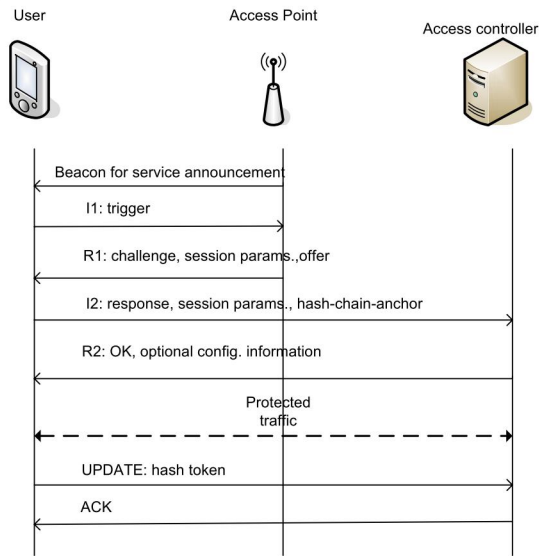 User
Access Point
Access controller
Beacon for service announcement
I1: trigger
R1: challenge, session params.,offer
I2: response, session params., hash-chain-anchor
R2: OK, optional config. information
Protected
traffic
UPDATE: hash token
ACK